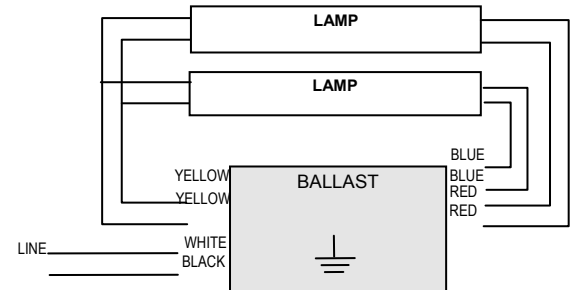 LAMP
LAMP
BLUE
YELLOW
BALLAST
BLUE
YELLOW
RED
RED
WHITE
LINE
BLACK